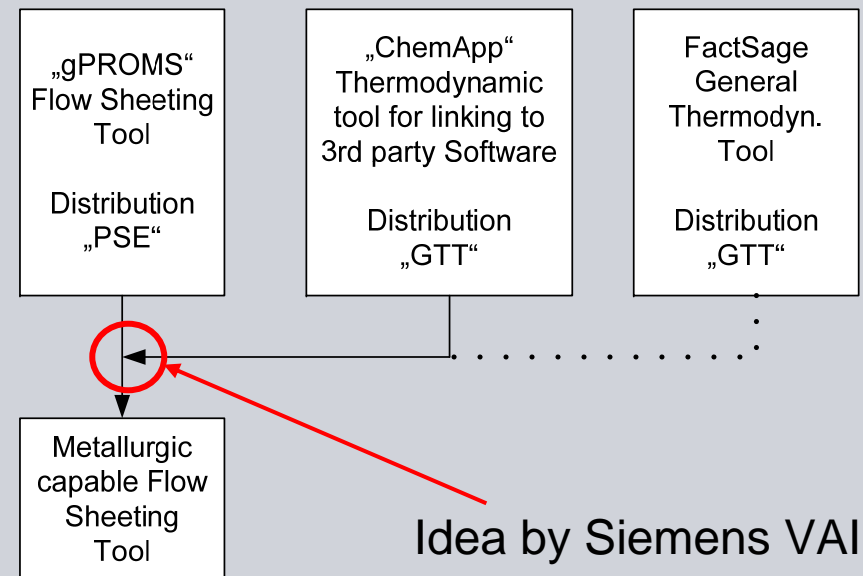 „gPROMS“
Flow Sheeting
Tool
Distribution
„PSE“
„ChemApp“
Thermodynamic
tool for linking to
3rd party Software
Distribution
„GTT“
FactSage
General
Thermodyn.
Tool
Distribution
„GTT“
Metallurgic
capable Flow
Sheeting
Tool
Idea by Siemens VAI